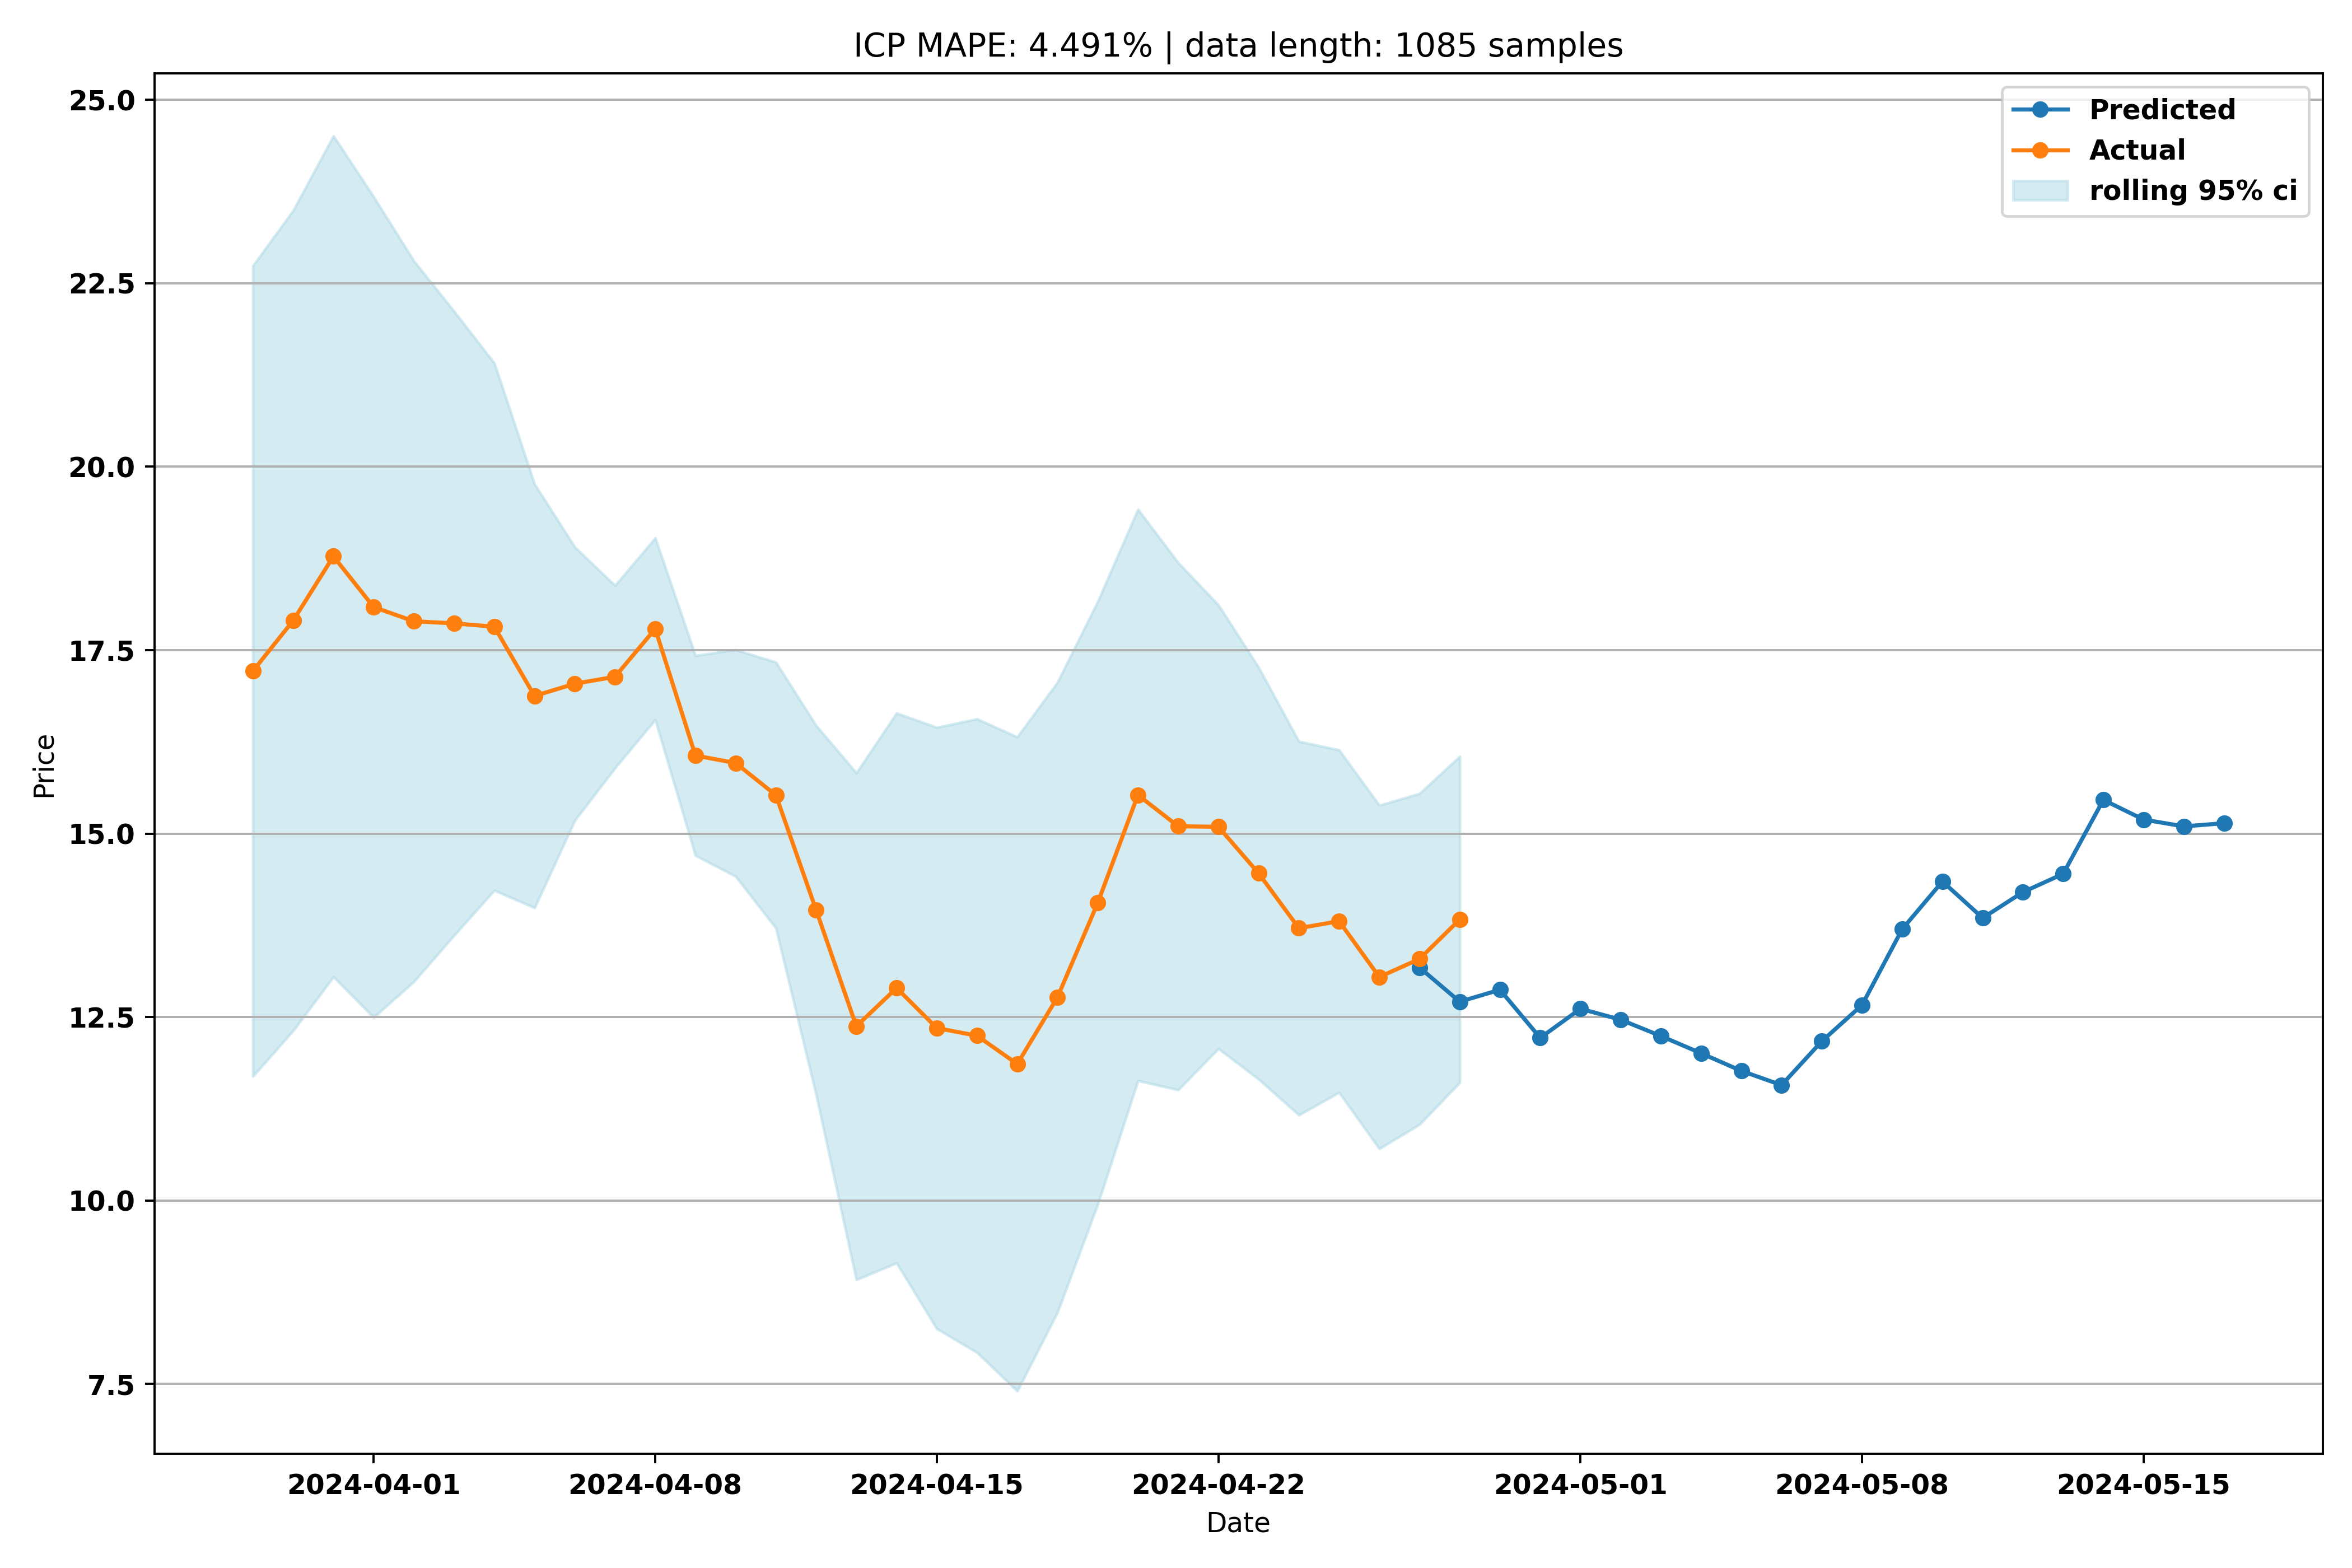 ICP MAPE: 4.491% | data length: 1085 samples
Predicted
Actual
rolling 95% ci
25.0
22.5
20.0
17.5
15.0
12.5
10.0
7.5
Price
2024-04-01
2024-04-08
2024-04-15
2024-04-22
2024-05-01
2024-05-08
2024-05-15
Date